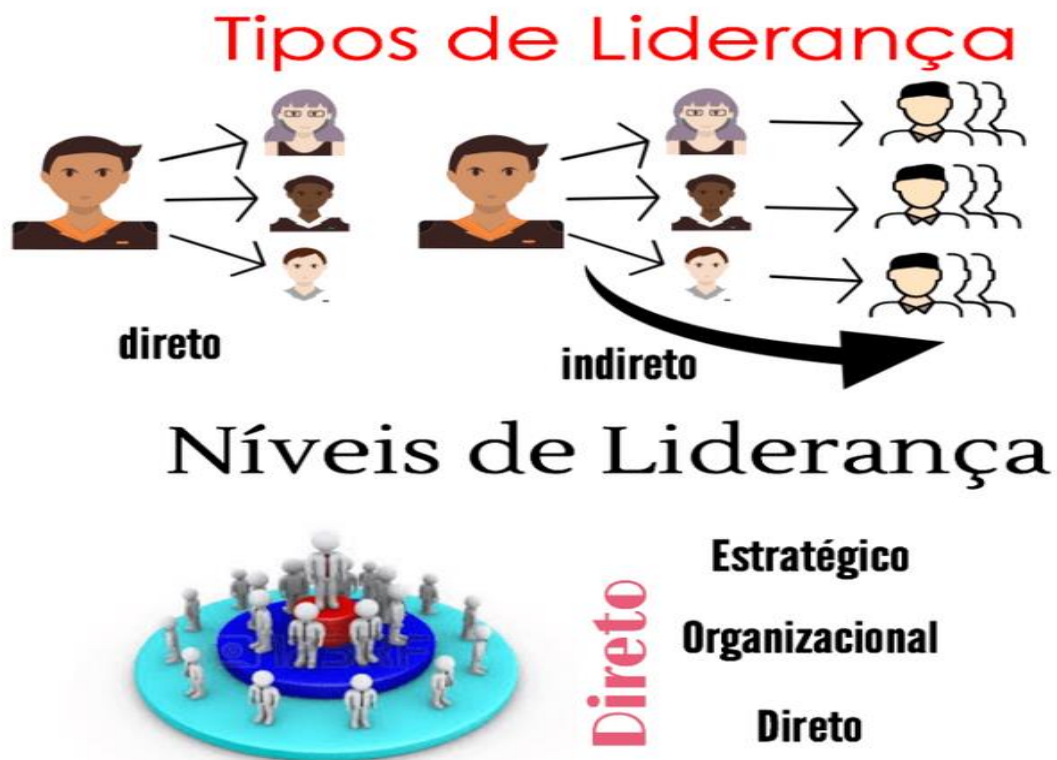 Tipos de Liderança
direto
indireto
Níveis de Liderança
Direto
Estratégico
Organizacional
Direto